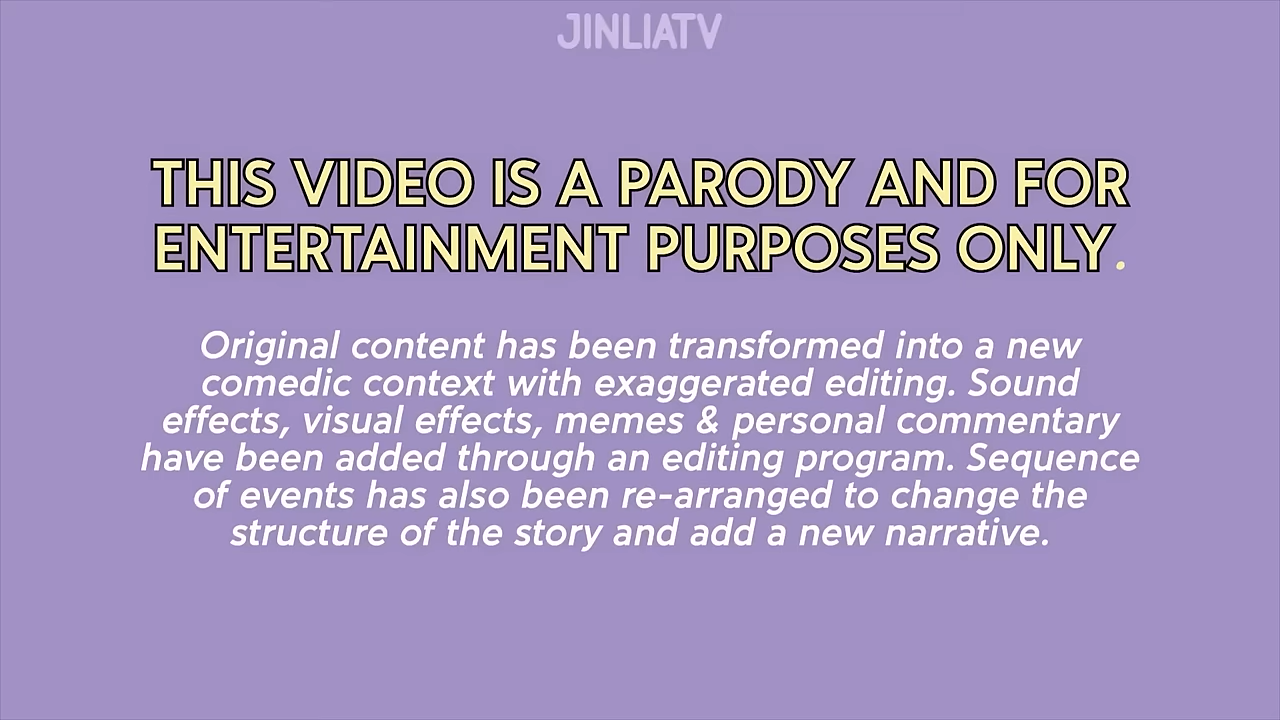 JINLIATV
THIS VIDEO IS A PARODY AND FOR
ENTERTAINMENT PURPOSES ONLY.
Original content has been transformed into a new
comedic context with exaggerated editing. Sound
effects, visual effects, memes & personal commentary
have been added through an editing program. Sequence
of events has also been re-arranged to change the
structure of the story and add a new narrative.